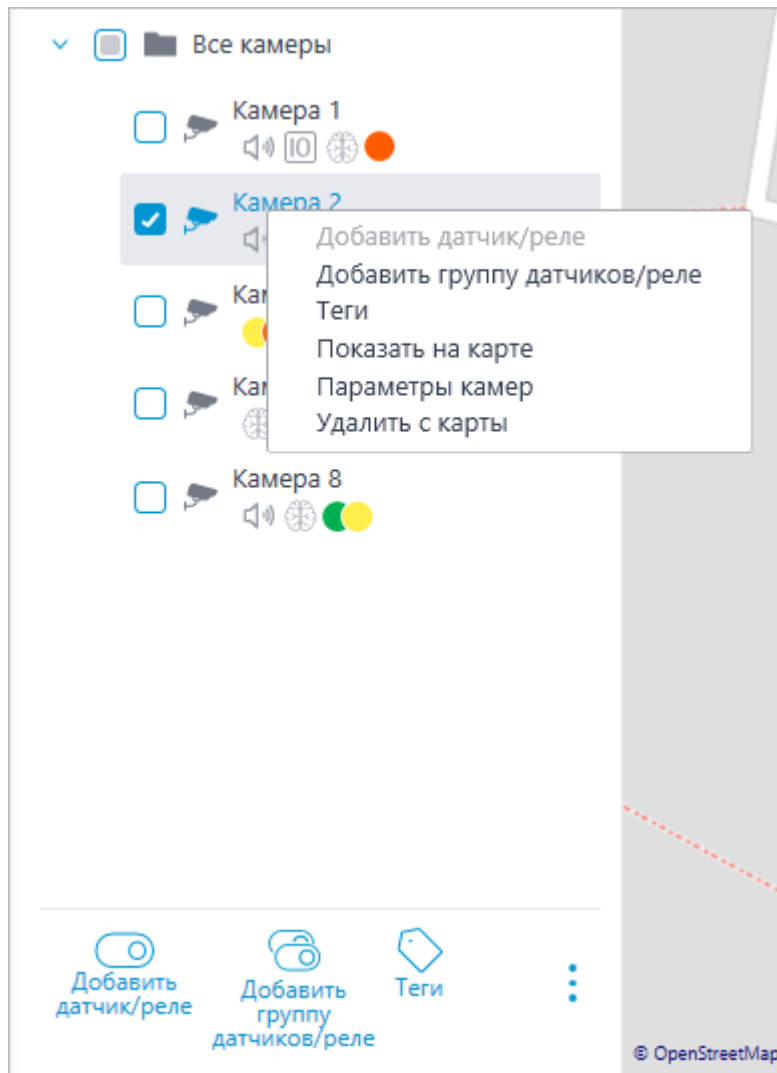 Все камеры
Камера 1
IO
Камера 2
Добавить датчик/реле
Добавить группу датчиков/реле
Теги
Показать на карте
Параметры камер
Удалить с карты
Камера 8
Добавить
датчик/реле
Добавить
группу
датчиков/реле
Теги
© OpenStreetMap